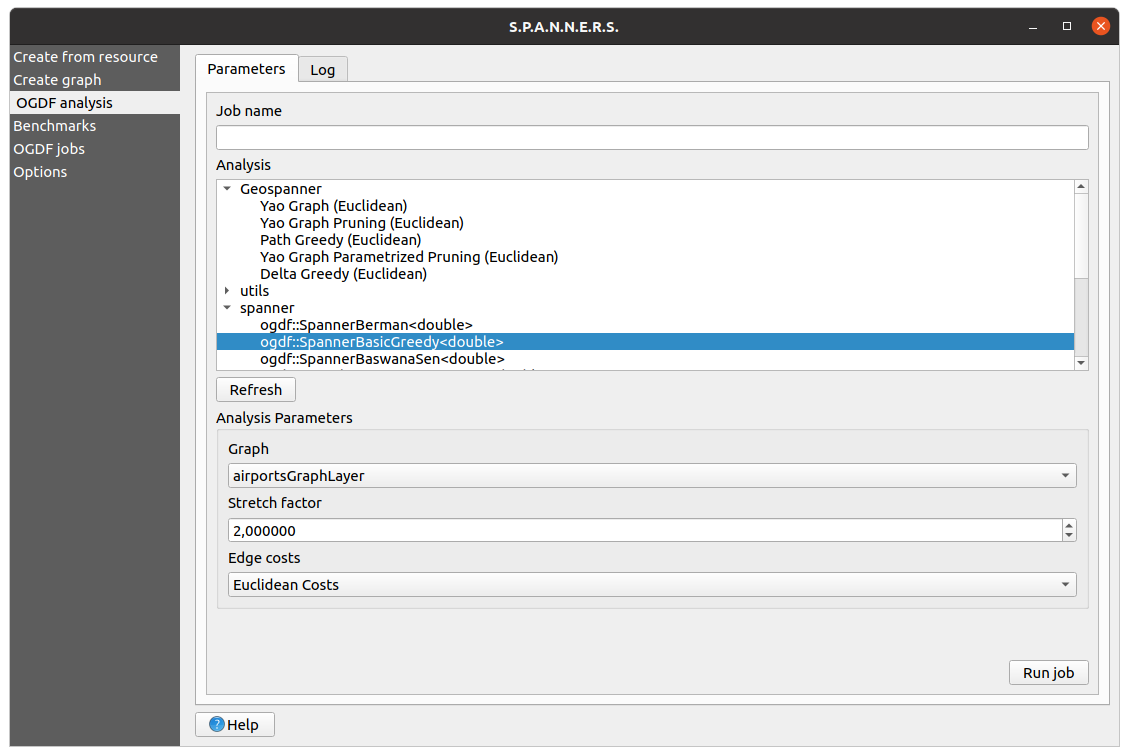 S.P.A.N.N.E.R.S.
Create from resource
Create graph
OGDF analysis
Benchmarks
OGDF jobs
Options
Parameters
Log
Job name
Analysis
Geospanner
Yao Graph (Euclidean)
Yao Graph Pruning (Euclidean)
Path Greedy (Euclidean)
Yao Graph Parametrized Pruning (Euclidean)
Delta Greedy (Euclidean)
utils
spanner
ogdf::SpannerBerman<double>
ogdf::SpannerBasicGreedy<double>
ogdf::SpannerBaswanaSen<double>
Refresh
Analysis Parameters
Graph
airportsGraphLayer
Stretch factor
2,000000
Edge costs
Euclidean Costs
Run job
? Help